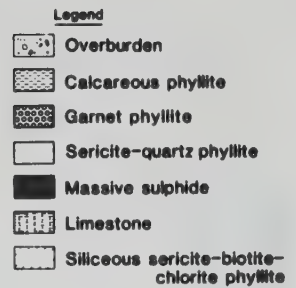 Legend
Overburden
Calcareous phyllite
Garnet phyllite
Sericite-quartz phyllite
Massive sulphide
Limestone
Siliceous sericite-biotite-
chlorite phyllite